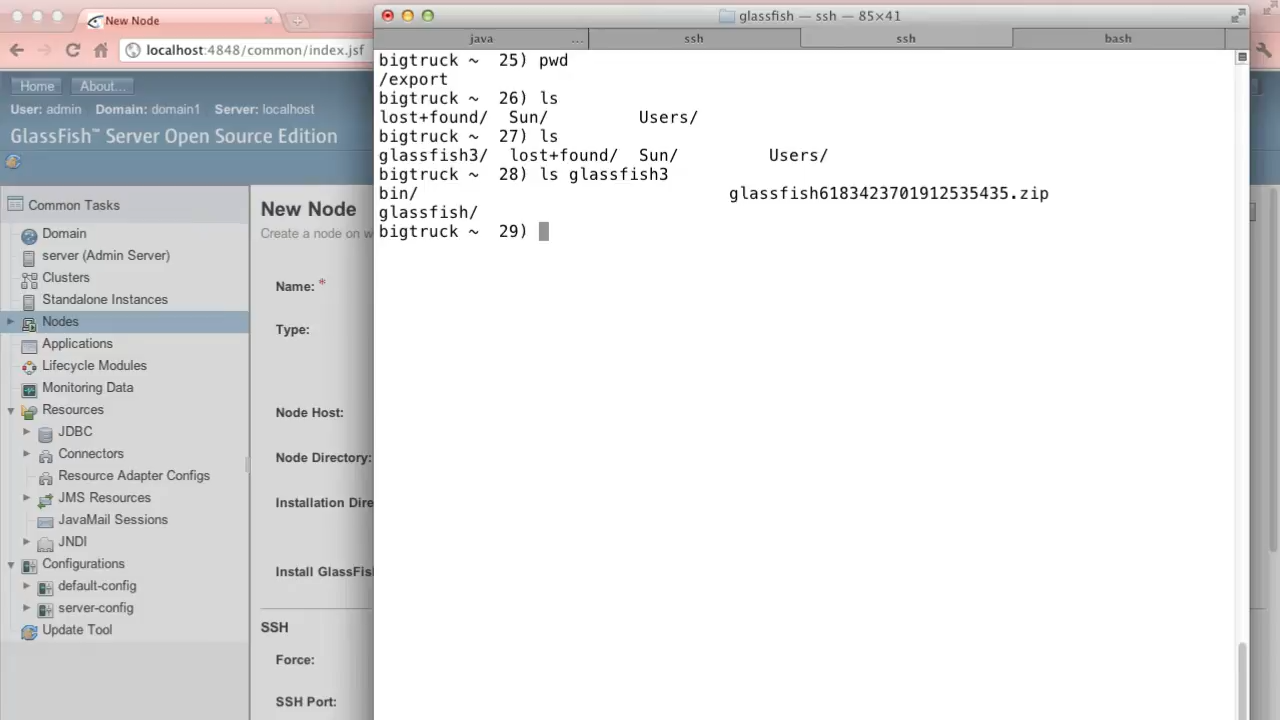 New Node
localhost:4848/common/index.jsf
Home
About...
User: admin Domain: domain1 Server: localhost
GlassFish™ Server Open Source Edition
Common Tasks
Domain
server (Admin Server)
Clusters
Standalone Instances
Nodes
Applications
Lifecycle Modules
Monitoring Data
Resources
JDBC
Connectors
Resource Adapter Configs
JMS Resources
JavaMail Sessions
JNDI
Configurations
default-config
server-config
Update Tool
New Node
Create a node on w
Name: *
Type:
Node Host:
Node Directory:
Installation Dire
Install GlassFis
SSH
Force:
SSH Port:
glassfish — ssh — 85×41
java ... ssh ssh bash
bigtruck ~ 25) pwd
/export
bigtruck ~ 26) ls
lost+found/ Sun/ Users/
bigtruck ~ 27) ls
glassfish3/ lost+found/ Sun/ Users/
bigtruck ~ 28) ls glassfish3
bin/ glassfish6183423701912535435.zip
glassfish/
bigtruck ~ 29)